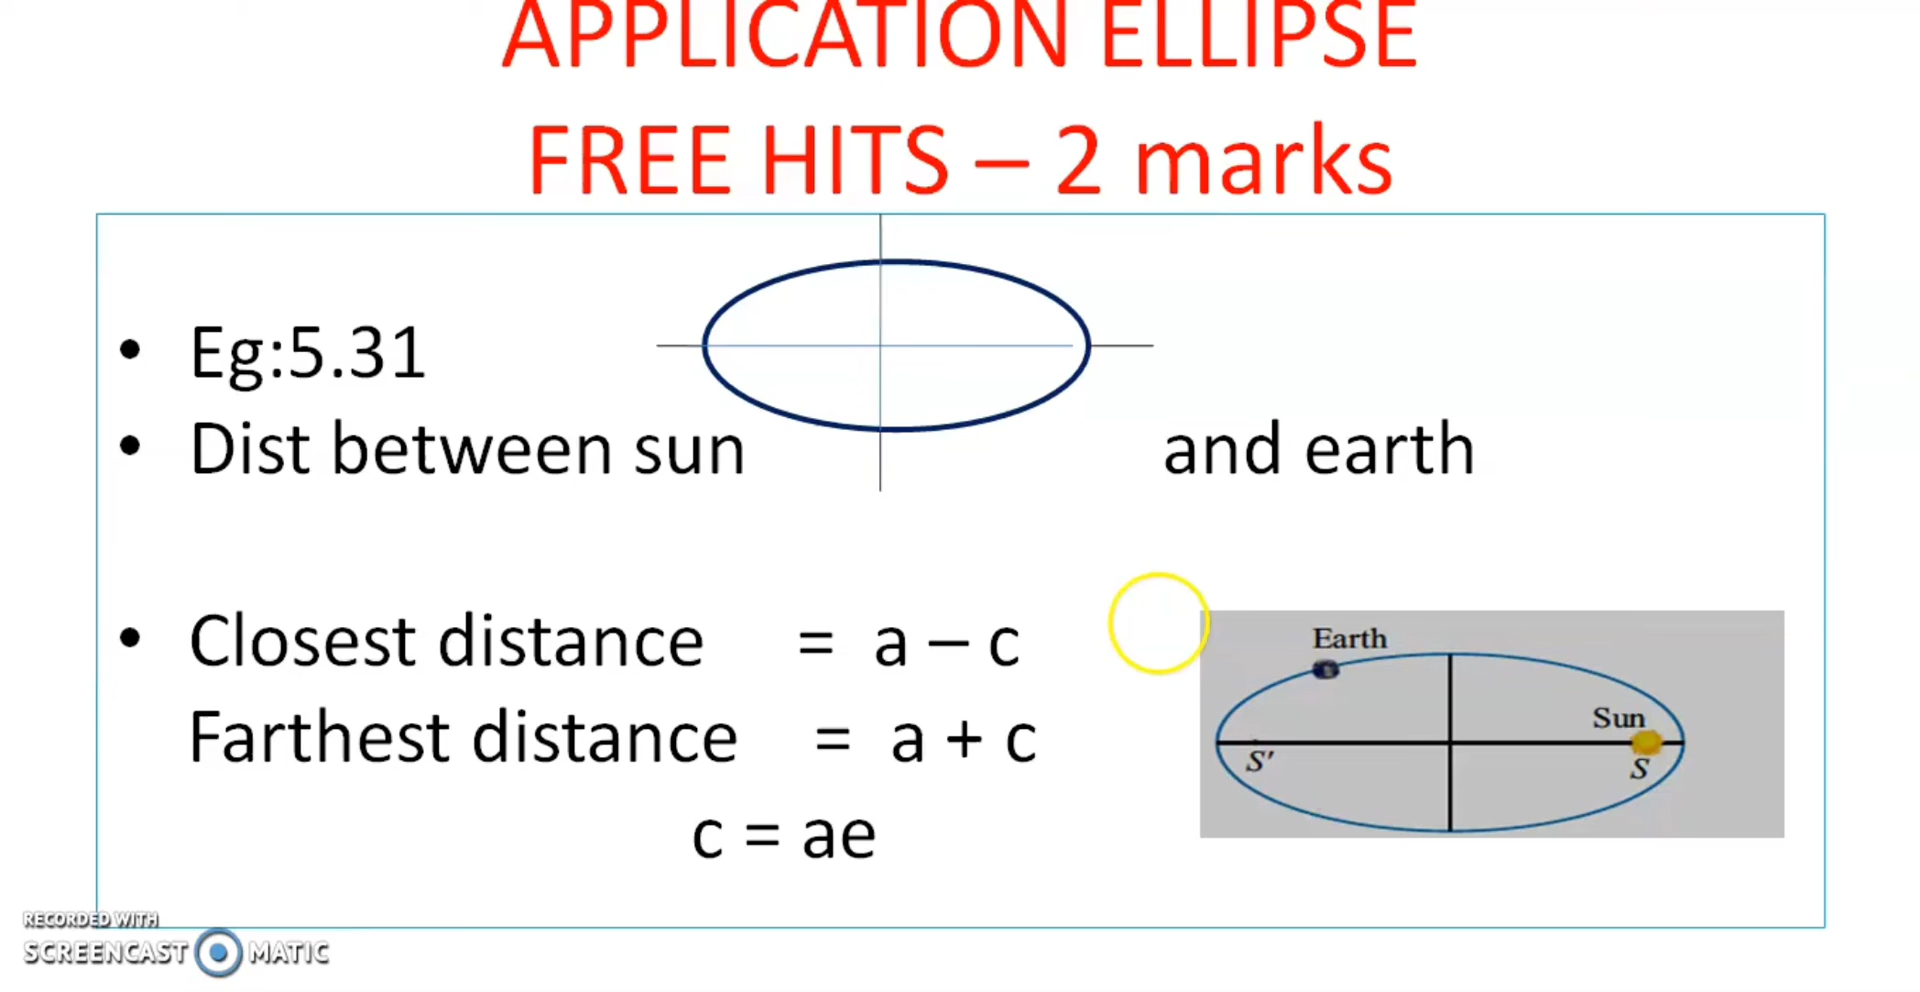 APPLICATION ELLIPSE
FREE HITS – 2 marks
• Eg:5.31
• Dist between sun and earth
• Closest distance = a – c
Farthest distance = a + c
c = ae
Earth
Sun
S'
S
RECORDED WITH
SCREENCAST MATIC